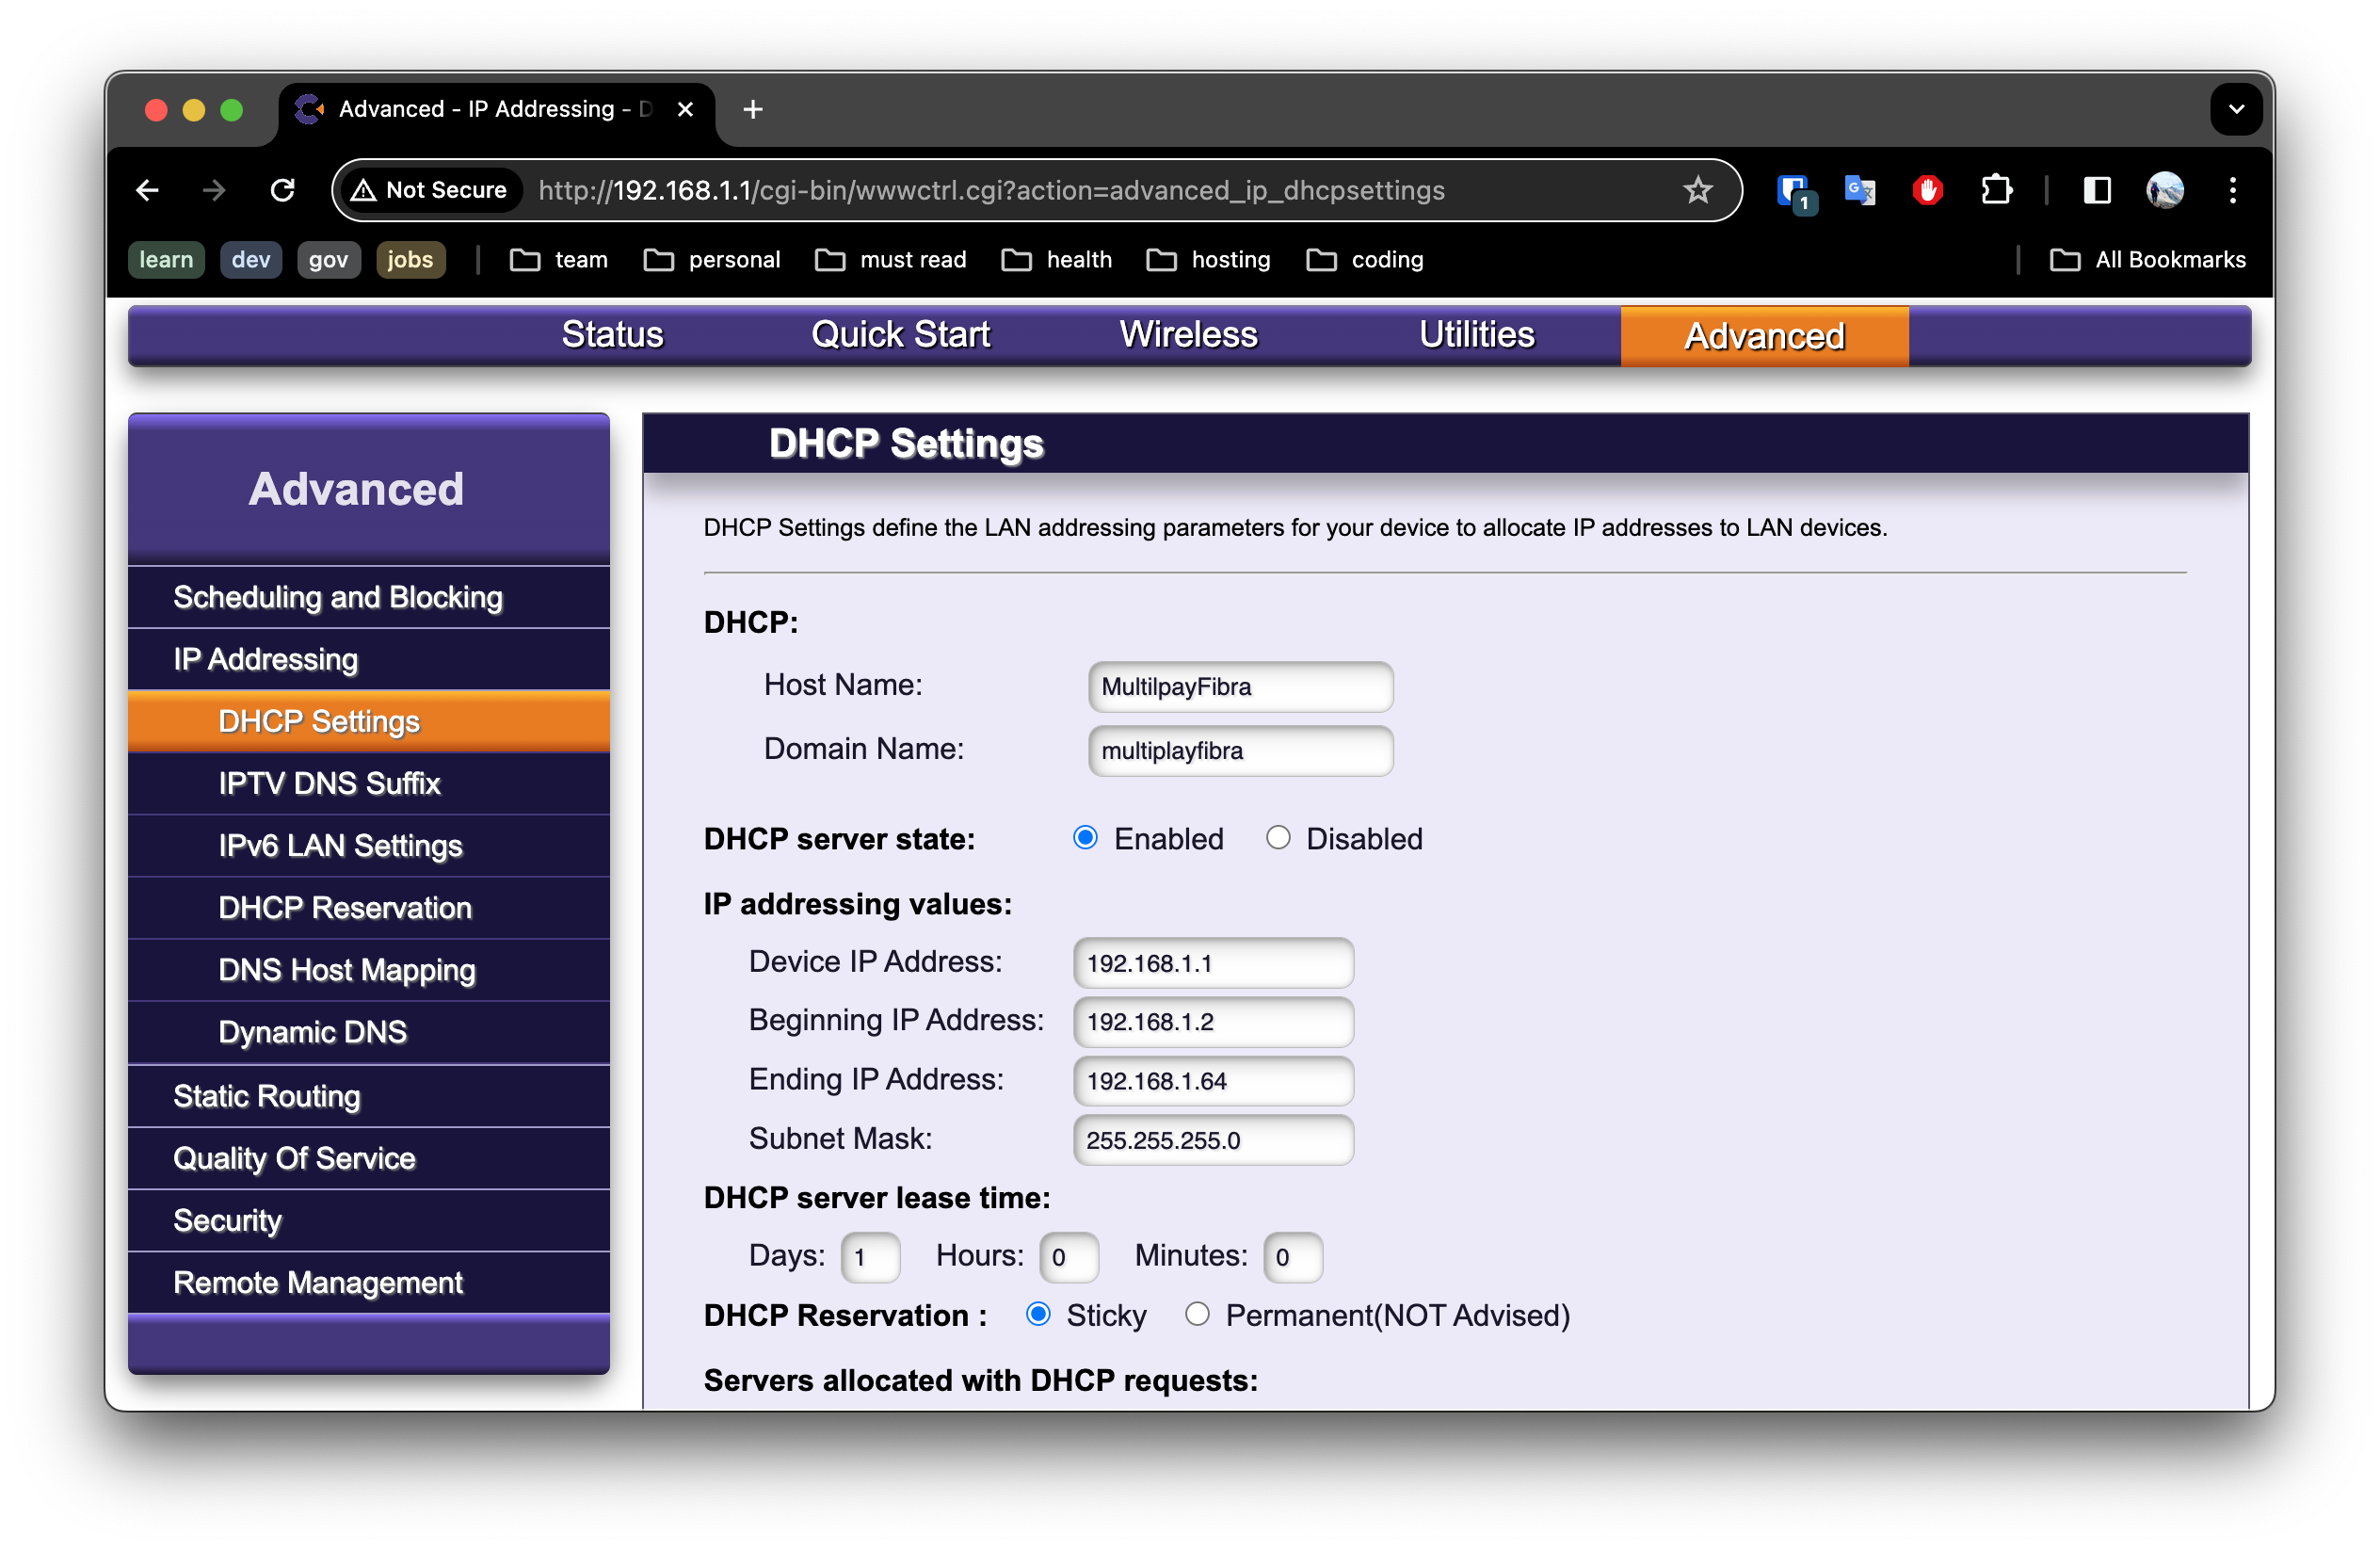 Advanced - IP Addressing - D
Not Secure http://192.168.1.1/cgi-bin/wwwctrl.cgi?action=advanced_ip_dhcpsettings
1
learn dev gov jobs team personal must read health hosting coding All Bookmarks
Status Quick Start Wireless Utilities Advanced
Advanced
Scheduling and Blocking
IP Addressing
DHCP Settings
IPTV DNS Suffix
IPv6 LAN Settings
DHCP Reservation
DNS Host Mapping
Dynamic DNS
Static Routing
Quality Of Service
Security
Remote Management
DHCP Settings
DHCP Settings define the LAN addressing parameters for your device to allocate IP addresses to LAN devices.
DHCP:
Host Name: MultilpayFibra
Domain Name: multiplayfibra
DHCP server state: Enabled Disabled
IP addressing values:
Device IP Address: 192.168.1.1
Beginning IP Address: 192.168.1.2
Ending IP Address: 192.168.1.64
Subnet Mask: 255.255.255.0
DHCP server lease time:
Days: 1 Hours: 0 Minutes: 0
DHCP Reservation : Sticky Permanent(NOT Advised)
Servers allocated with DHCP requests: